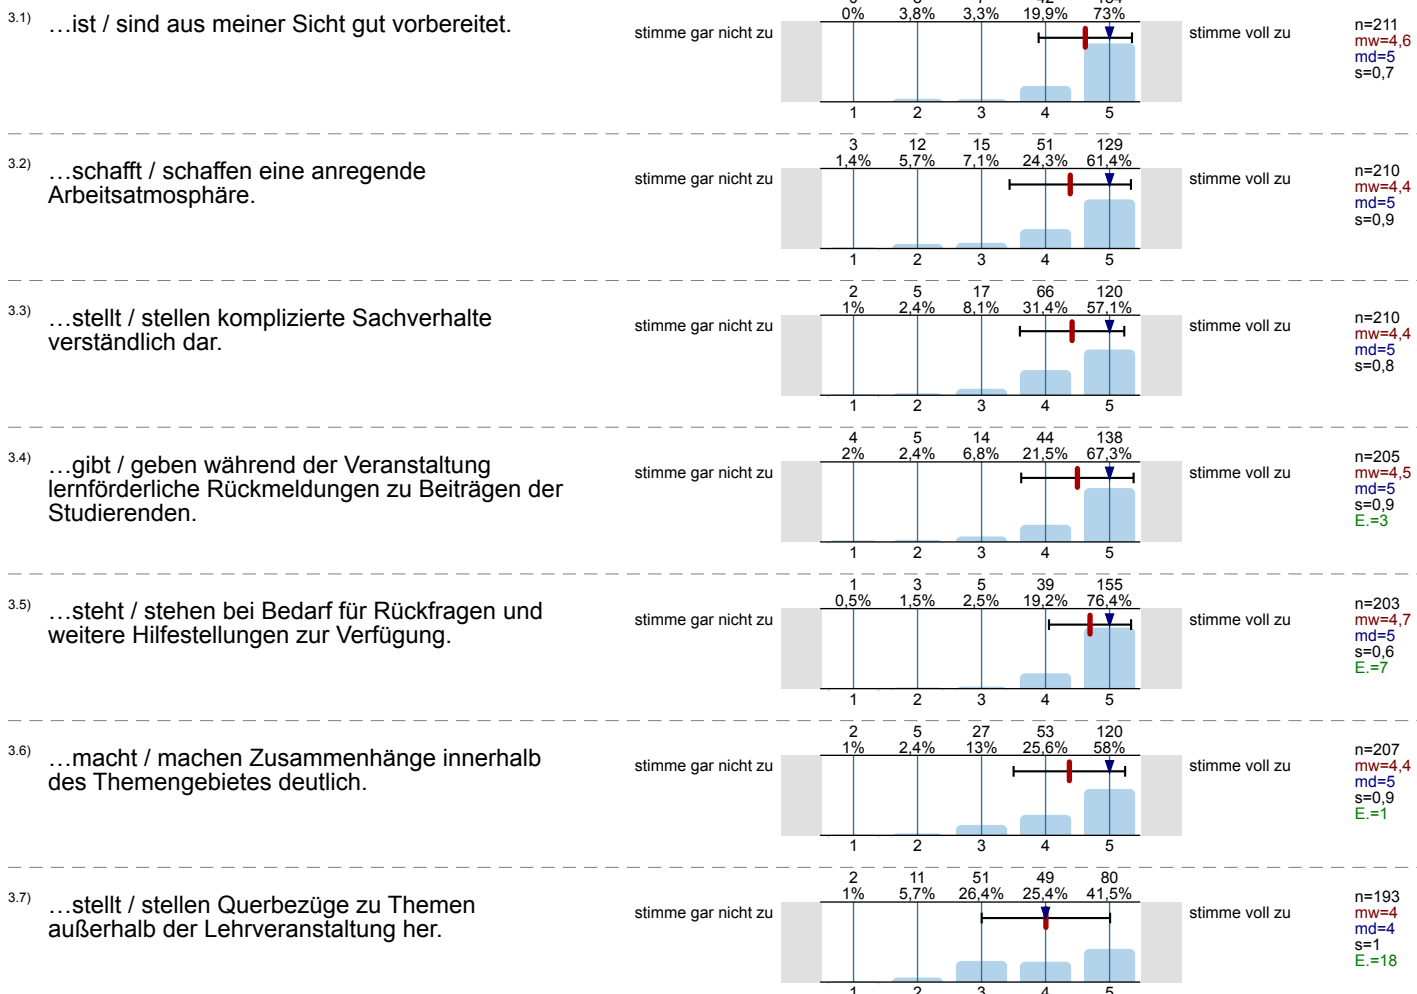 0 8 7 42 154
0% 3,8% 3,3% 19,9% 73%
3.1) …ist / sind aus meiner Sicht gut vorbereitet.
stimme gar nicht zu
stimme voll zu
n=211
mw=4,6
md=5
s=0,7
1 2 3 4 5
3 12 15 51 129
1,4% 5,7% 7,1% 24,3% 61,4%
3.2) …schafft / schaffen eine anregende
Arbeitsatmosphäre.
stimme gar nicht zu
stimme voll zu
n=210
mw=4,4
md=5
s=0,9
1 2 3 4 5
2 5 17 66 120
1% 2,4% 8,1% 31,4% 57,1%
3.3) …stellt / stellen komplizierte Sachverhalte
verständlich dar.
stimme gar nicht zu
stimme voll zu
n=210
mw=4,4
md=5
s=0,8
1 2 3 4 5
4 5 14 44 138
2% 2,4% 6,8% 21,5% 67,3%
3.4) …gibt / geben während der Veranstaltung
lernförderliche Rückmeldungen zu Beiträgen der
Studierenden.
stimme gar nicht zu
stimme voll zu
n=205
mw=4,5
md=5
s=0,9
E.=3
1 2 3 4 5
1 3 5 39 155
0,5% 1,5% 2,5% 19,2% 76,4%
3.5) …steht / stehen bei Bedarf für Rückfragen und
weitere Hilfestellungen zur Verfügung.
stimme gar nicht zu
stimme voll zu
n=203
mw=4,7
md=5
s=0,6
E.=7
1 2 3 4 5
2 5 27 53 120
1% 2,4% 13% 25,6% 58%
3.6) …macht / machen Zusammenhänge innerhalb
des Themengebietes deutlich.
stimme gar nicht zu
stimme voll zu
n=207
mw=4,4
md=5
s=0,9
E.=1
1 2 3 4 5
2 11 51 49 80
1% 5,7% 26,4% 25,4% 41,5%
3.7) …stellt / stellen Querbezüge zu Themen
außerhalb der Lehrveranstaltung her.
stimme gar nicht zu
stimme voll zu
n=193
mw=4
md=4
s=1
E.=18
1 2 3 4 5